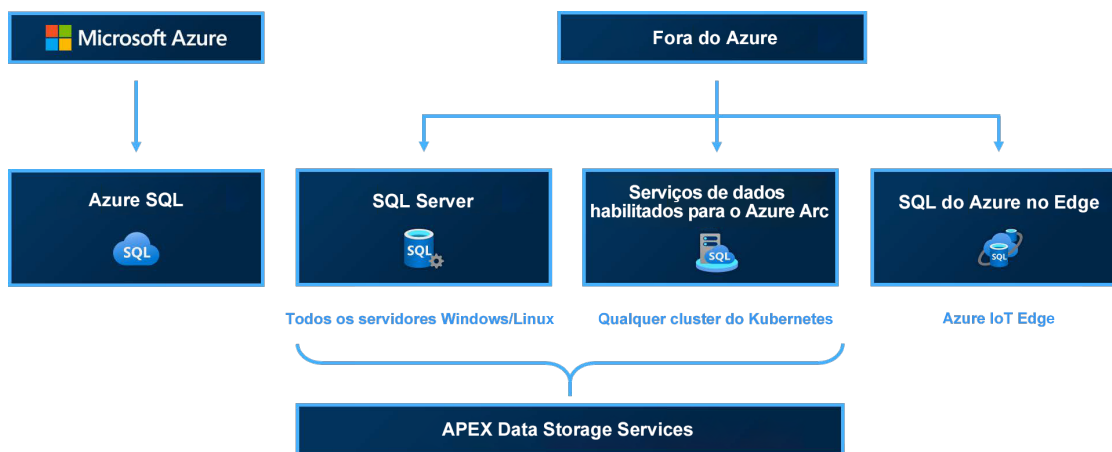 Microsoft Azure
Fora do Azure
Azure SQL
SQL
SQL Server
SQL
Serviços de dados
habilitados para o Azure Arc
SQL
SQL do Azure no Edge
SQL
Todos os servidores Windows/Linux
Qualquer cluster do Kubernetes
Azure IoT Edge
APEX Data Storage Services